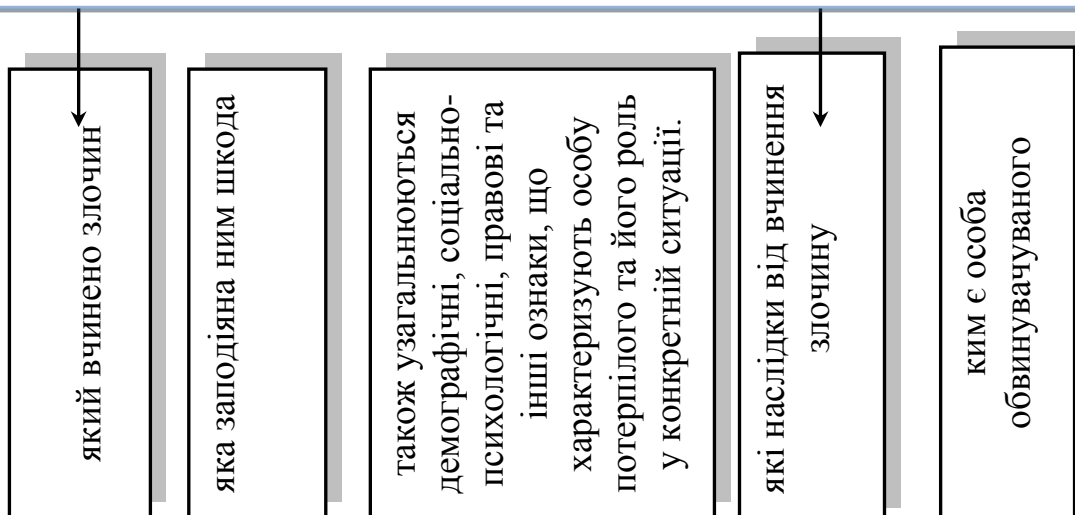 який вчинено злочин
яка заподіяна ним шкода
також узагальнюються
демографічні, соціально-
психологічні, правові та
інші ознаки, що
характеризують особу
потерпілого та його роль
у конкретній ситуації.
які наслідки від вчинення
злочину
ким є особа
обвинувачуваного